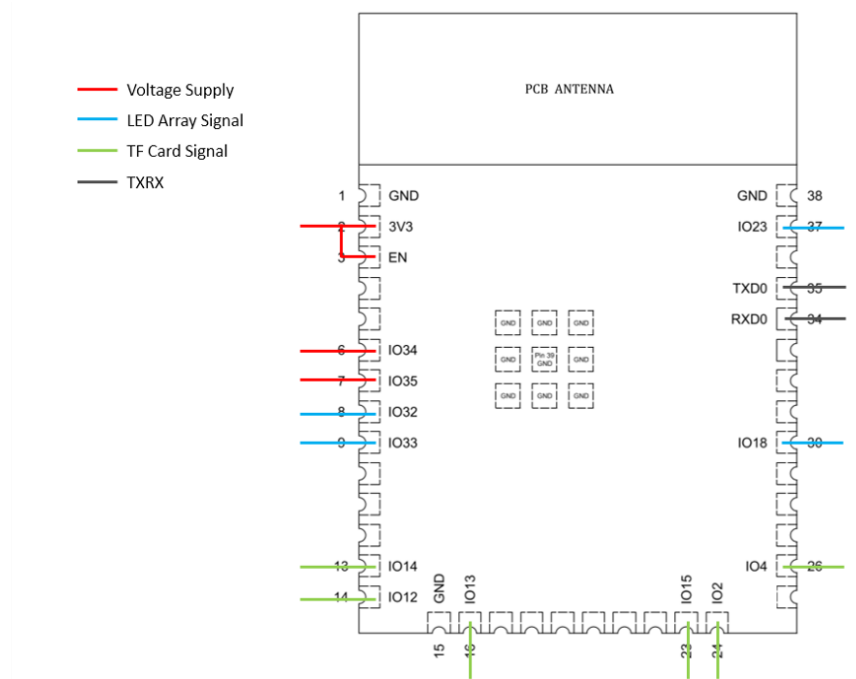 PCB ANTENNA
Voltage Supply
LED Array Signal
TF Card Signal
TXRX
1 GND
GND 38
2 3V3
IO23 37
3 EN
TXD0 35
RXD0 34
GND GND GND
6 IO34
GND Pin 39 GND GND
7 IO35
GND GND GND
8 IO32
9 IO33
IO18 30
13 IO14
IO4 26
14 IO12
GND IO13 IO15 IO2
15 16 23 24